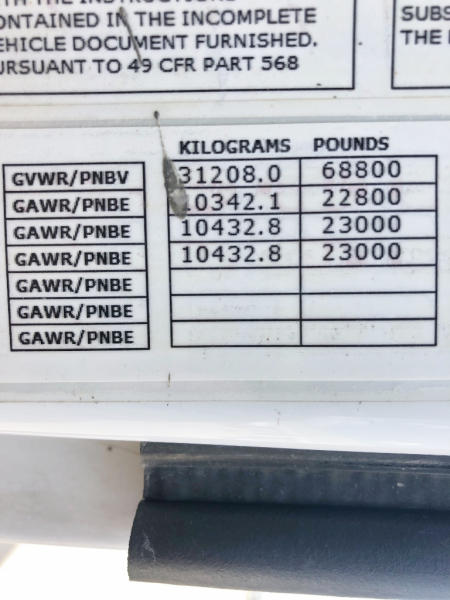 CONTAINED IN THE INCOMPLETE
VEHICLE DOCUMENT FURNISHED.
PURSUANT TO 49 CFR PART 568
SUBS
THE
KILOGRAMS POUNDS
GVWR/PNBV 31208.0 68800
GAWR/PNBE 10342.1 22800
GAWR/PNBE 10432.8 23000
GAWR/PNBE 10432.8 23000
GAWR/PNBE
GAWR/PNBE
GAWR/PNBE